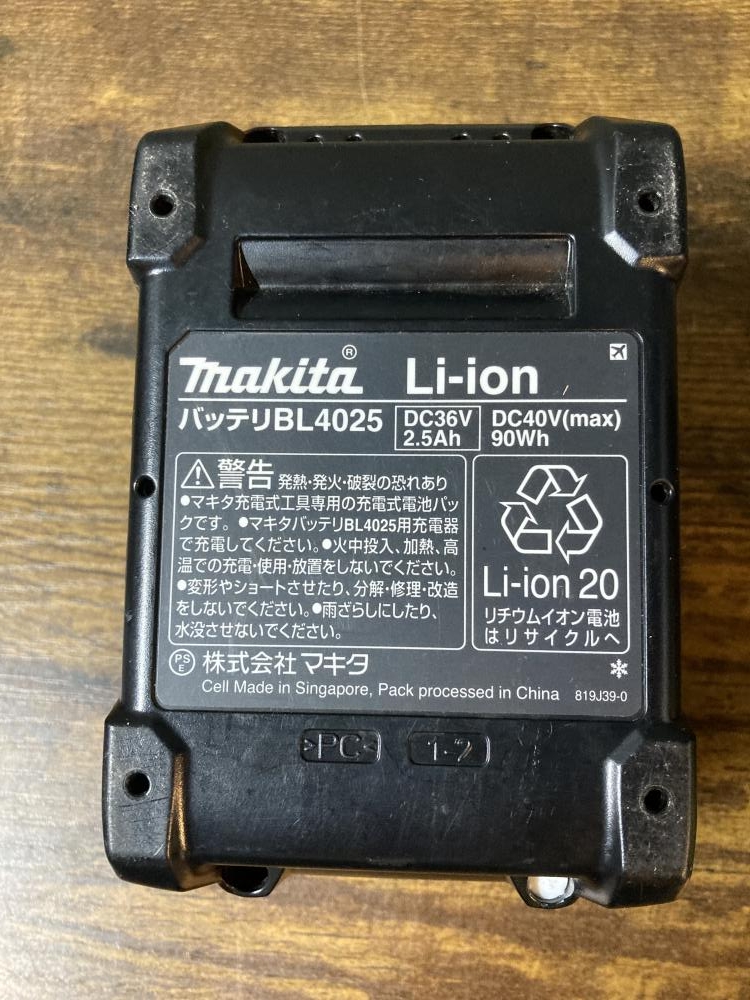 makita® Li-ion
バッテリBL4025 DC36V 2.5Ah DC40V(max) 90Wh
警告 発熱・発火・破裂の恐れあり
●マキタ充電式工具専用の充電式電池パッ
クです。●マキタバッテリBL4025用充電器
で充電してください。●火中投入、加熱、高
温での充電・使用・放置をしないでください。
●変形やショートさせたり、分解・修理・改造
をしないでください。●雨ざらしにしたり、
水没させないでください。
Li-ion 20
リチウムイオン電池
はリサイクルへ
PSE 株式会社マキタ
Cell Made in Singapore, Pack processed in China 819J39-0
>PC< 1-2